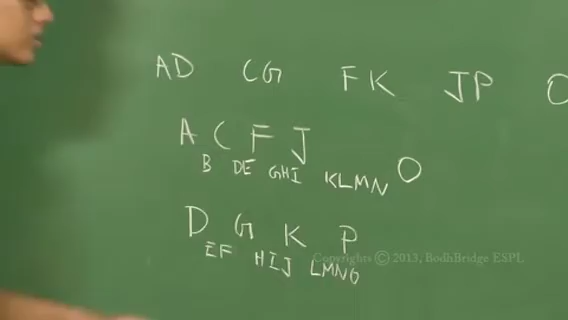 AD CG FK JP O
A C F J O
B DE GHI KLMN
D G K P
EF HIJ LMNO
Copyrights © 2013, BodhBridge ESPL